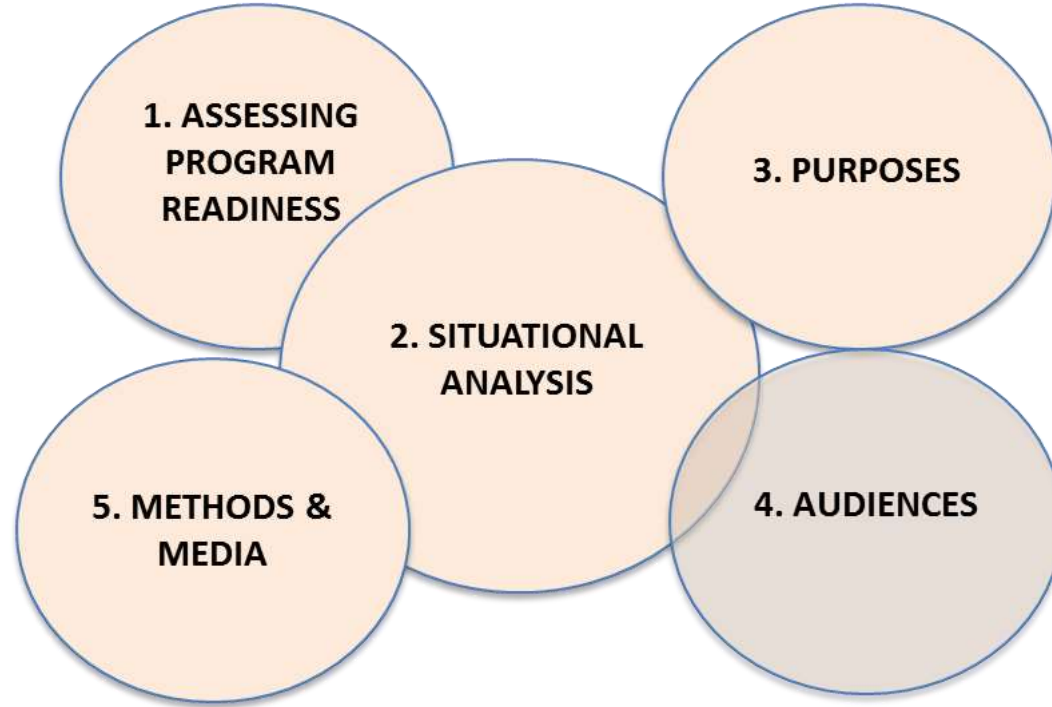 1. ASSESSING
PROGRAM
READINESS
2. SITUATIONAL
ANALYSIS
3. PURPOSES
4. AUDIENCES
5. METHODS &
MEDIA